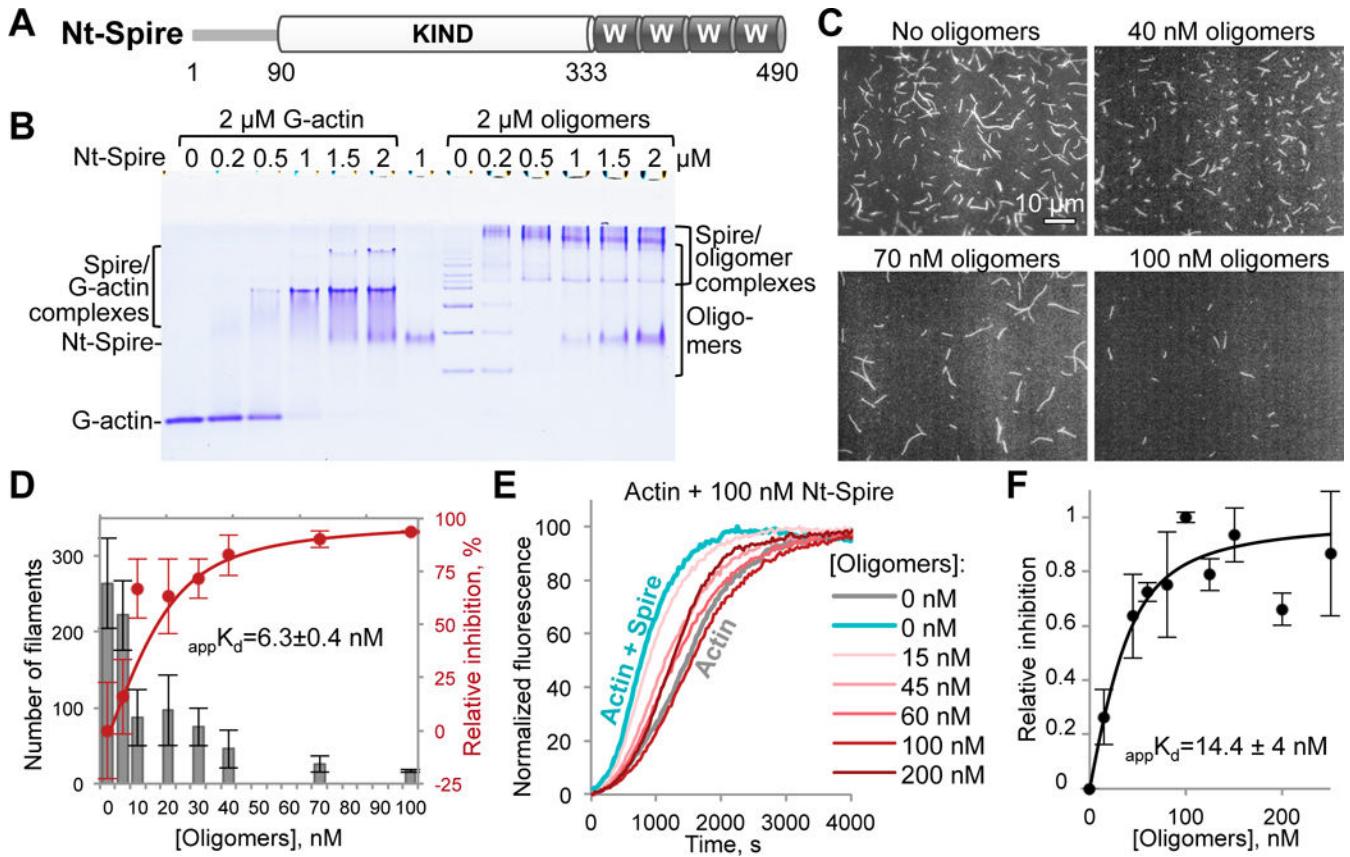 A
Nt-Spire
KIND
W W W W
1 90 333 490
B
2 μM G-actin 2 μM oligomers
Nt-Spire 0 0.2 0.5 1 1.5 2 1 0 0.2 0.5 1 1.5 2 μM
Spire/
G-actin
complexes
Nt-Spire-
G-actin-
Spire/
oligomer
complexes
Oligo-
mers
C
No oligomers 40 nM oligomers
10 μm
70 nM oligomers 100 nM oligomers
D
Number of filaments
300
200
100
0
appKd=6.3±0.4 nM
100
75
50
25
0
-25
Relative inhibition, %
0 10 20 30 40 50 60 70 80 90 100
[Oligomers], nM
E
Actin + 100 nM Nt-Spire
Normalized fluorescence
100
80
60
40
20
0
Actin + Spire
Actin
0 1000 2000 3000 4000
Time, s
[Oligomers]:
0 nM
0 nM
15 nM
45 nM
60 nM
100 nM
200 nM
F
Relative inhibition
1
0.8
0.6
0.4
0.2
0
appKd=14.4 ± 4 nM
0 100 200
[Oligomers], nM